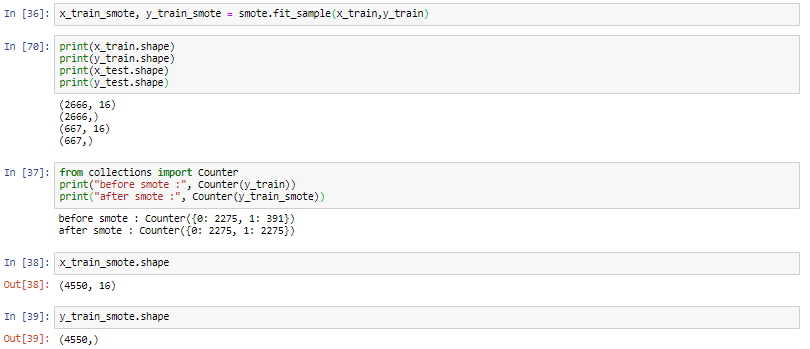 In [36]: x_train_smote, y_train_smote = smote.fit_sample(x_train,y_train)
In [70]: print(x_train.shape)
print(y_train.shape)
print(x_test.shape)
print(y_test.shape)
(2666, 16)
(2666,)
(667, 16)
(667,)
In [37]: from collections import Counter
print("before smote :", Counter(y_train))
print("after smote :", Counter(y_train_smote))
before smote : Counter({0: 2275, 1: 391})
after smote : Counter({0: 2275, 1: 2275})
In [38]: x_train_smote.shape
Out[38]: (4550, 16)
In [39]: y_train_smote.shape
Out[39]: (4550,)